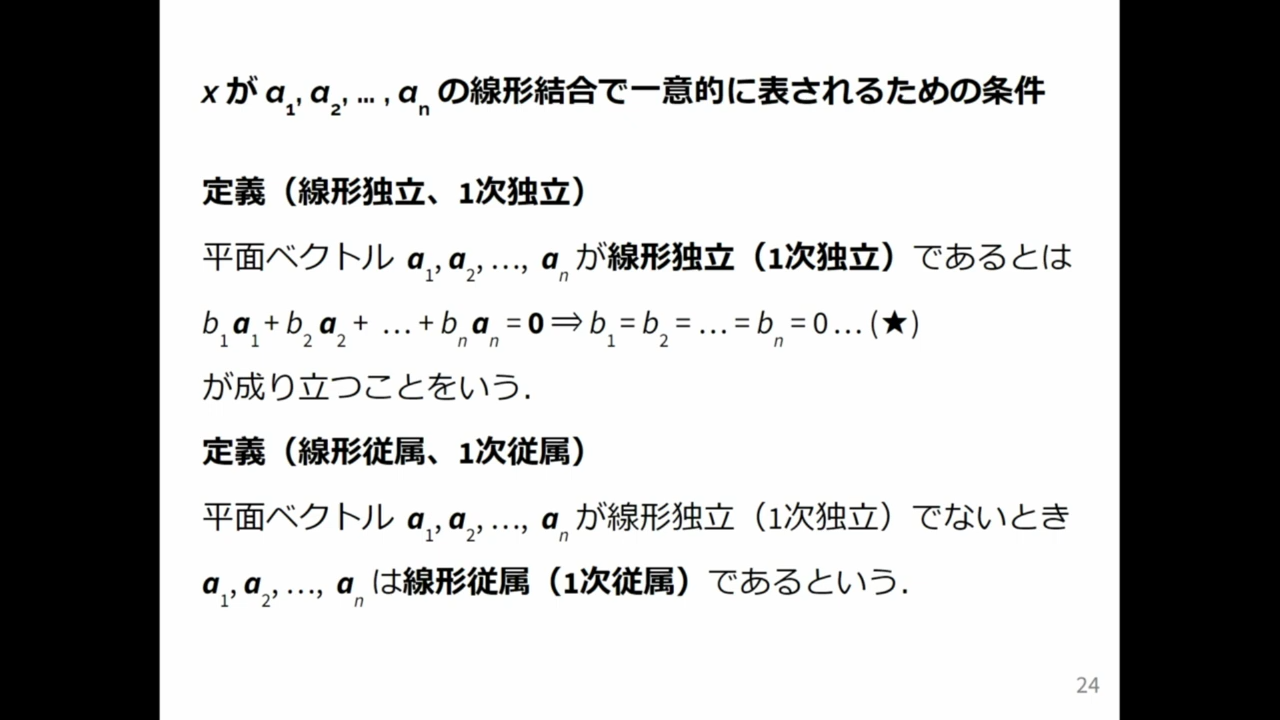 x が a₁, a₂, … , aₙ の線形結合で一意的に表されるための条件
定義（線形独立、1次独立）
平面ベクトル a₁, a₂, …, aₙ が線形独立（1次独立）であるとは
b₁a₁ + b₂a₂ + … + bₙaₙ = 0 ⟹ b₁ = b₂ = … = bₙ = 0 … (★)
が成り立つことをいう.
定義（線形従属、1次従属）
平面ベクトル a₁, a₂, …, aₙ が線形独立（1次独立）でないとき
a₁, a₂, …, aₙ は線形従属（1次従属）であるという.
24